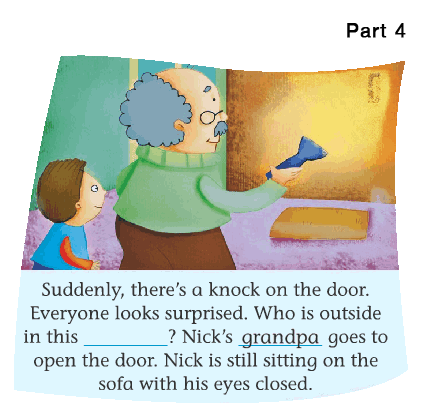 Part 4
Suddenly, there's a knock on the door.
Everyone looks surprised. Who is outside
in this _________? Nick's grandpa goes to
open the door. Nick is still sitting on the
sofa with his eyes closed.